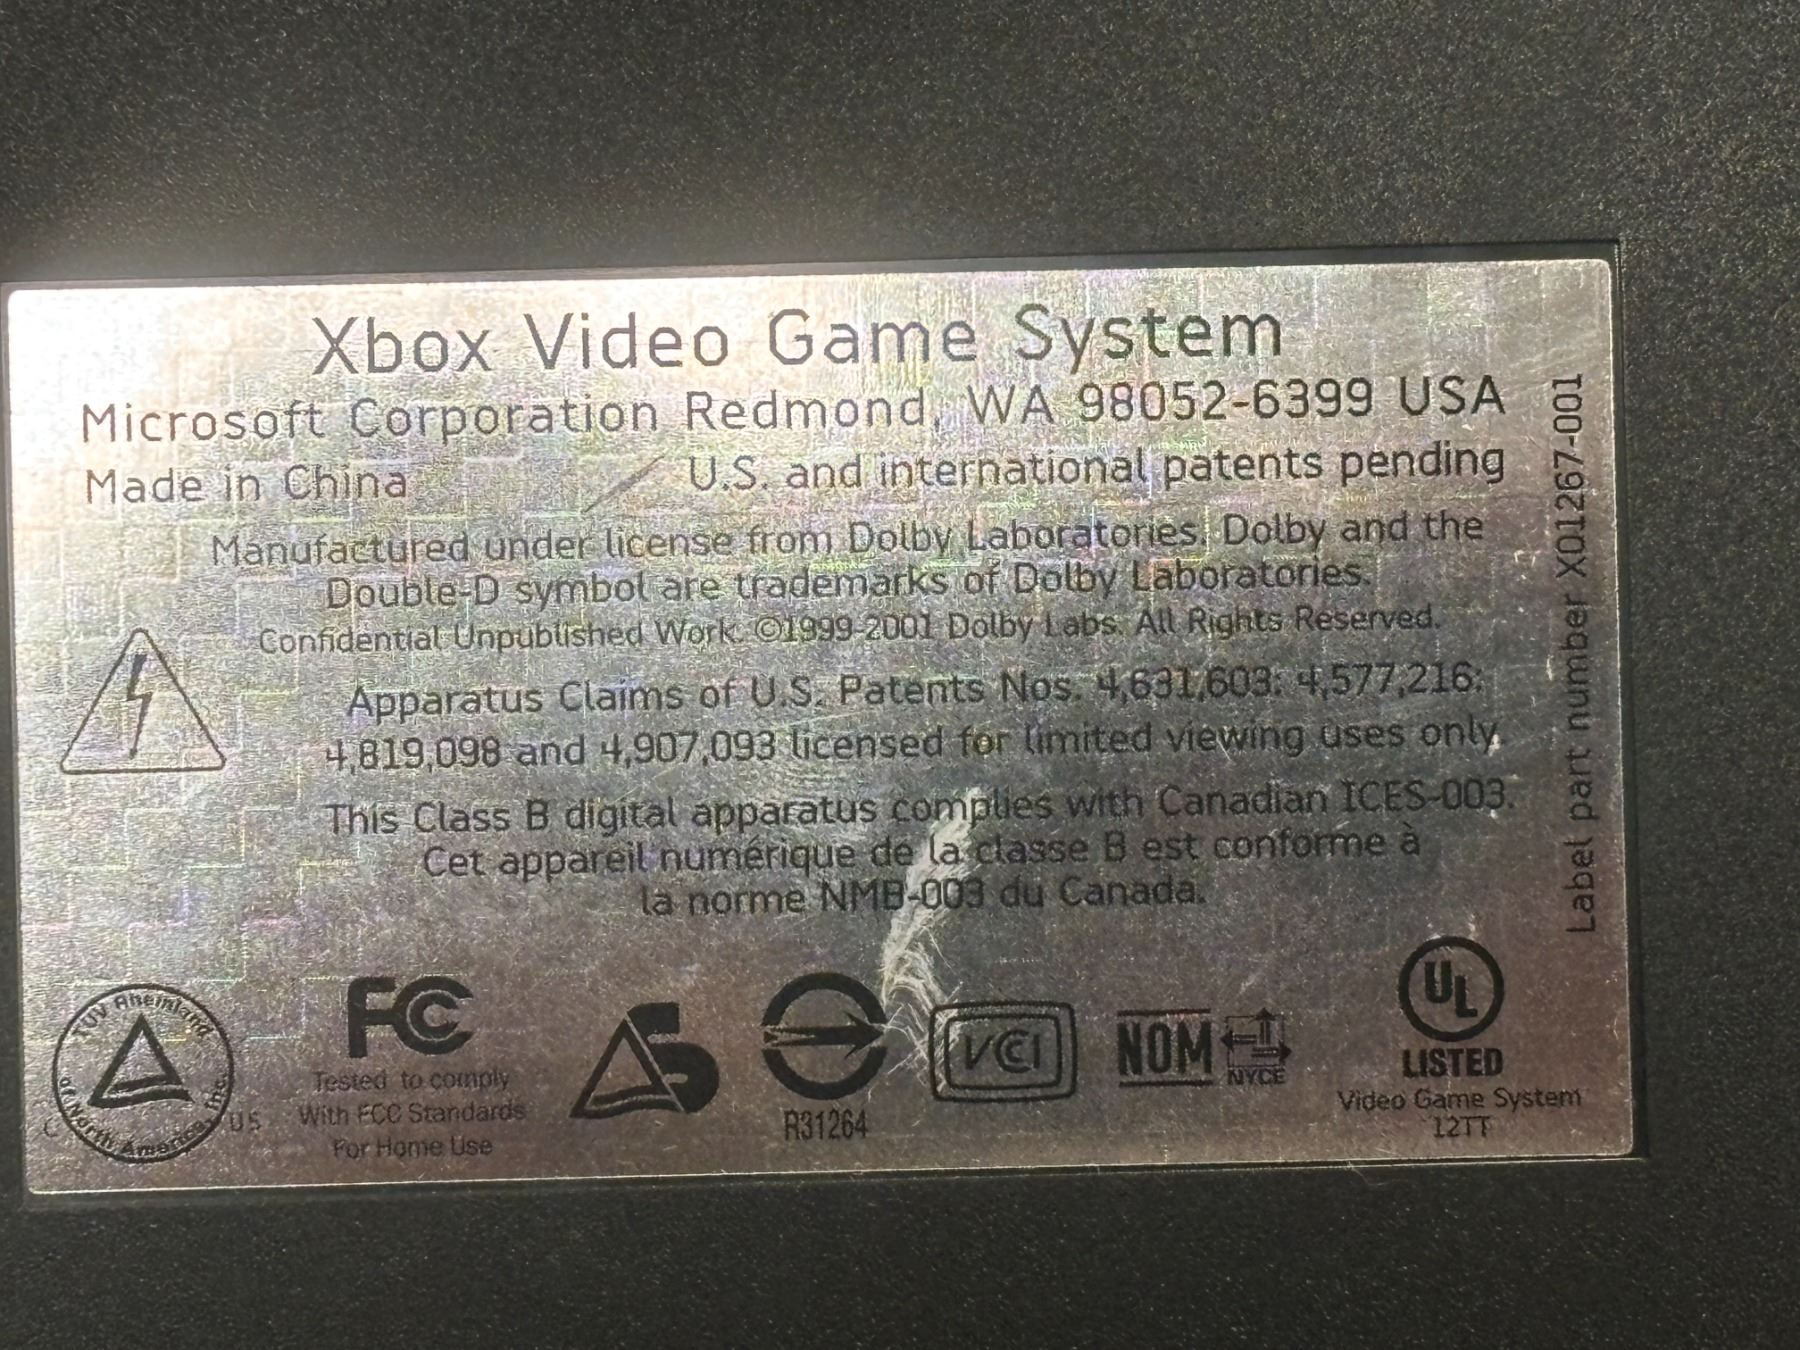 Xbox Video Game System
Microsoft Corporation Redmond, WA 98052-6399 USA
Made in China
U.S. and international patents pending
Manufactured under license from Dolby Laboratories. Dolby and the
Double-D symbol are trademarks of Dolby Laboratories.
Confidential Unpublished Work. ©1999-2001 Dolby Labs. All Rights Reserved.
Apparatus Claims of U.S. Patents Nos. 4,631,603; 4,577,216;
4,819,098 and 4,907,093 licensed for limited viewing uses only.
This Class B digital apparatus complies with Canadian ICES-003.
Cet appareil numérique de la classe B est conforme à
la norme NMB-003 du Canada.
Label part number X01267-001
TÜV Rheinland
of North America, Inc.
C US
FC
Tested to comply
With FCC Standards
For Home Use
S
R31264
VCI
NOM
NYCE
UL
LISTED
Video Game System
12TT